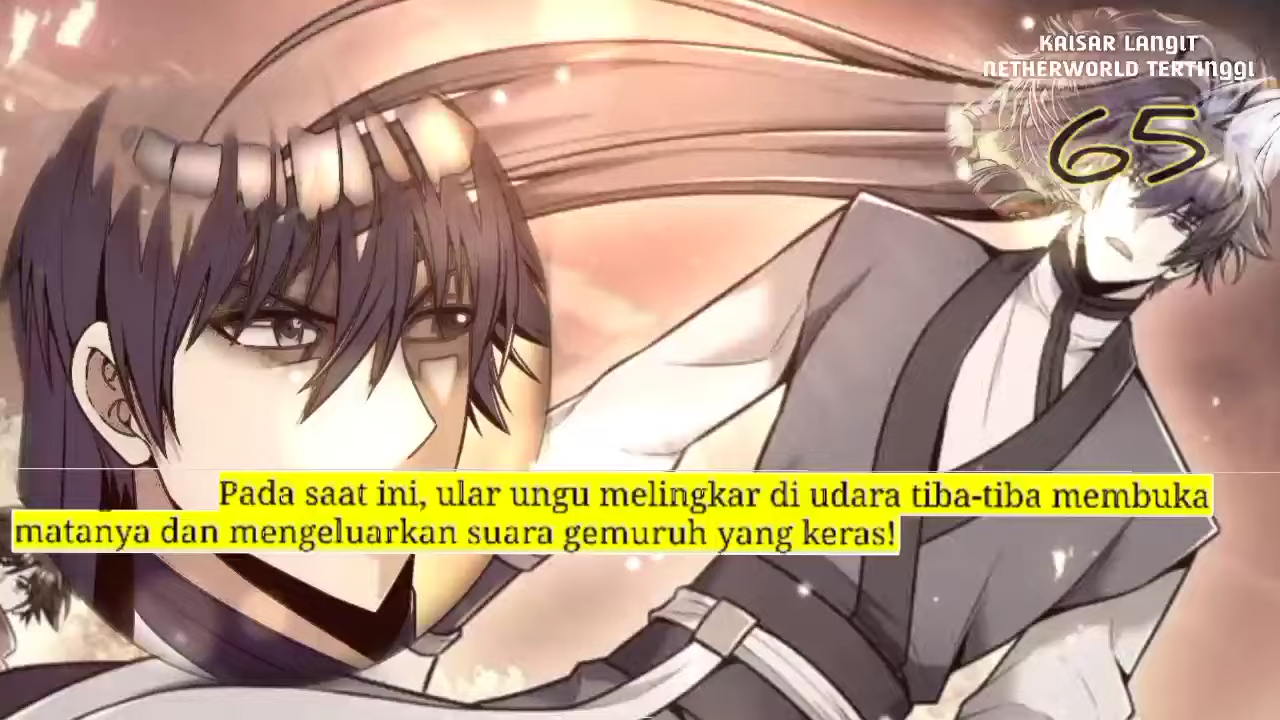 KAISAR LANGIT
NETHERWORLD TERTINGGI
65
Pada saat ini, ular ungu melingkar di udara tiba-tiba membuka
matanya dan mengeluarkan suara gemuruh yang keras!